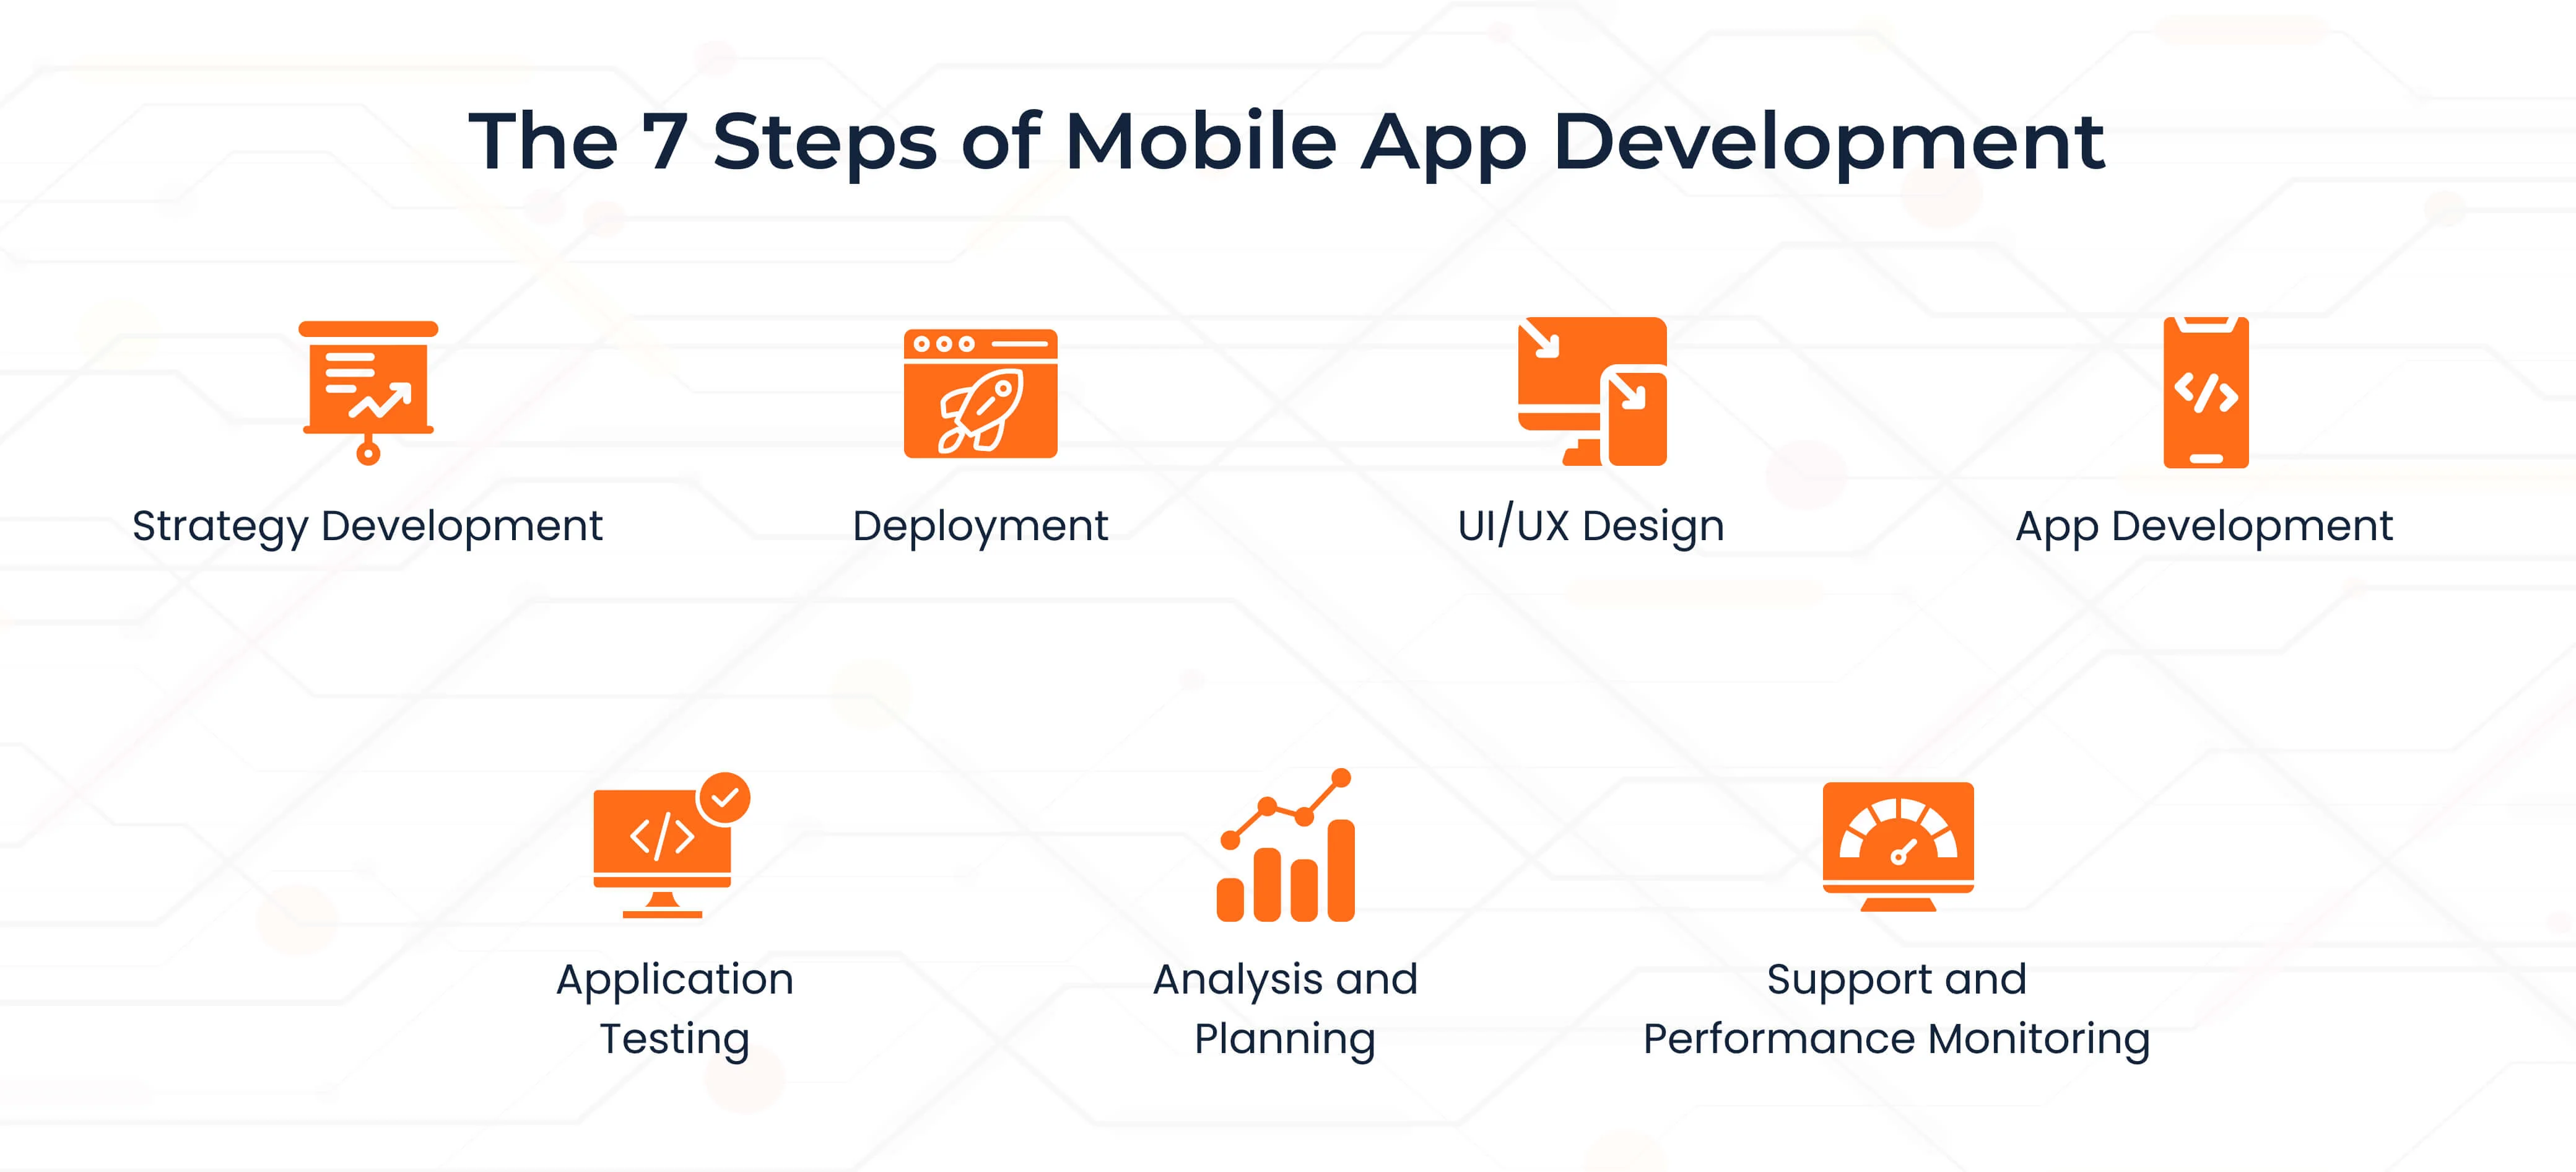 The 7 Steps of Mobile App Development
Strategy Development
Deployment
UI/UX Design
App Development
Application
Testing
Analysis and
Planning
Support and
Performance Monitoring